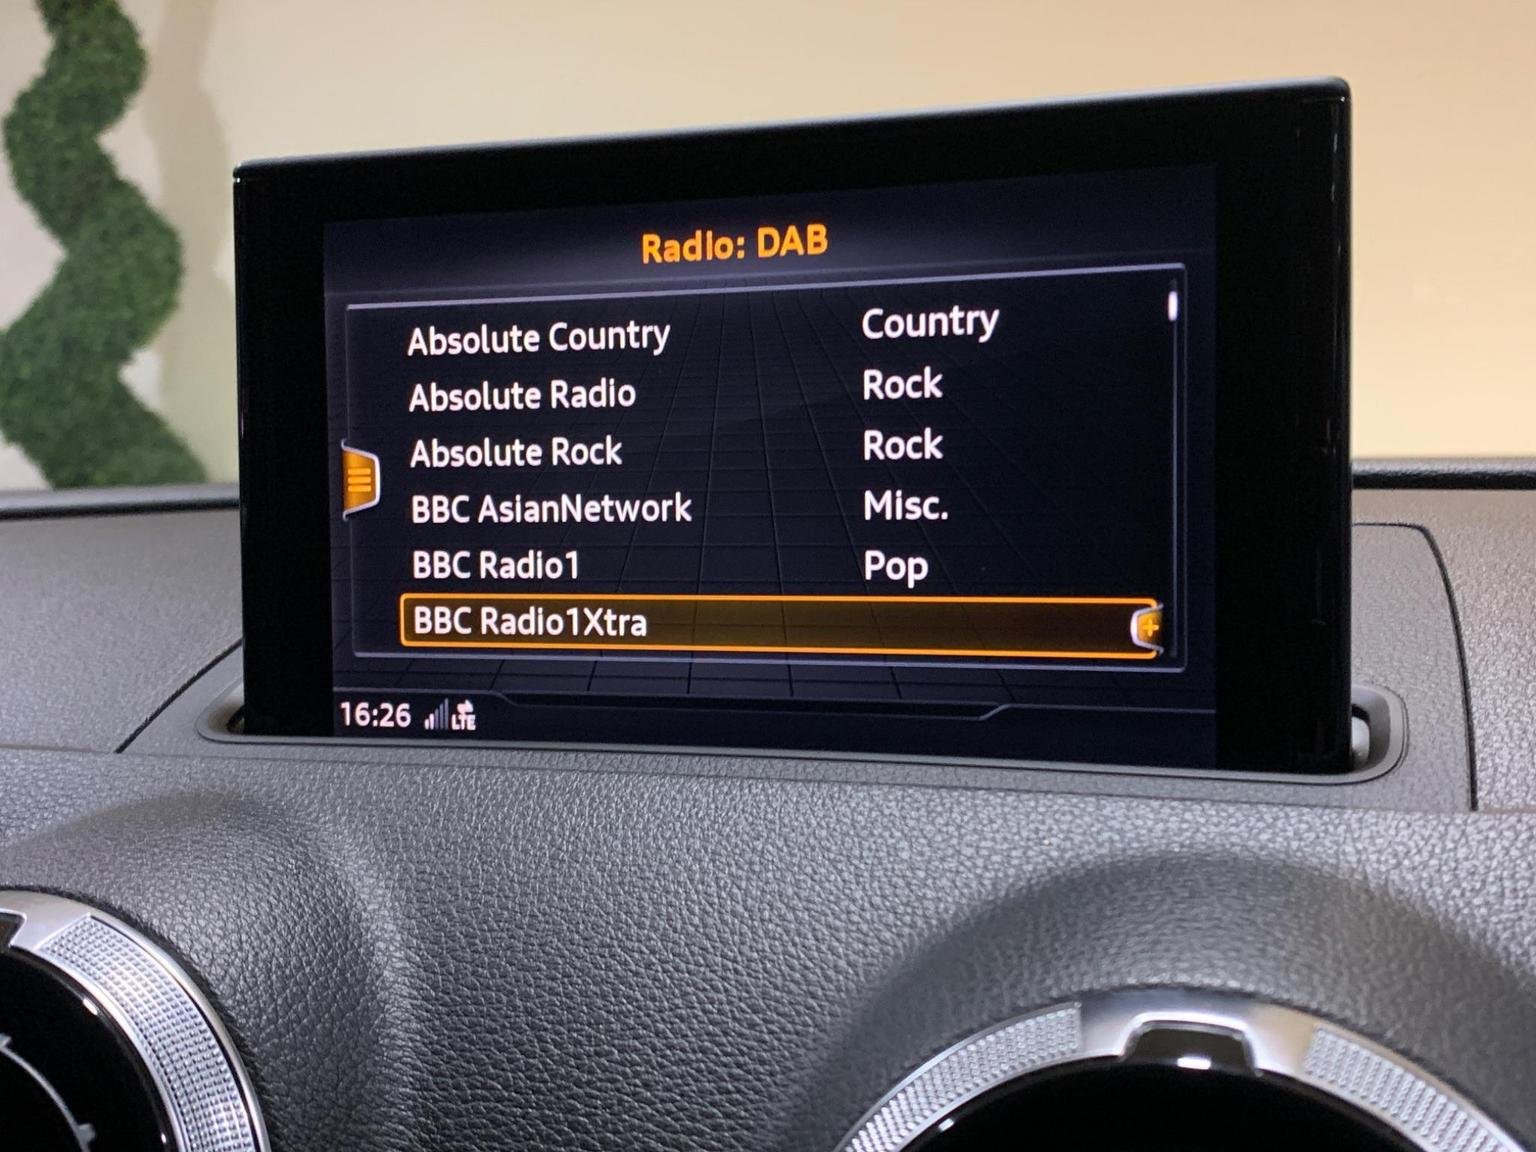 Radio: DAB
Absolute Country Country
Absolute Radio Rock
Absolute Rock Rock
BBC AsianNetwork Misc.
BBC Radio1 Pop
BBC Radio1Xtra +
16:26 LTE